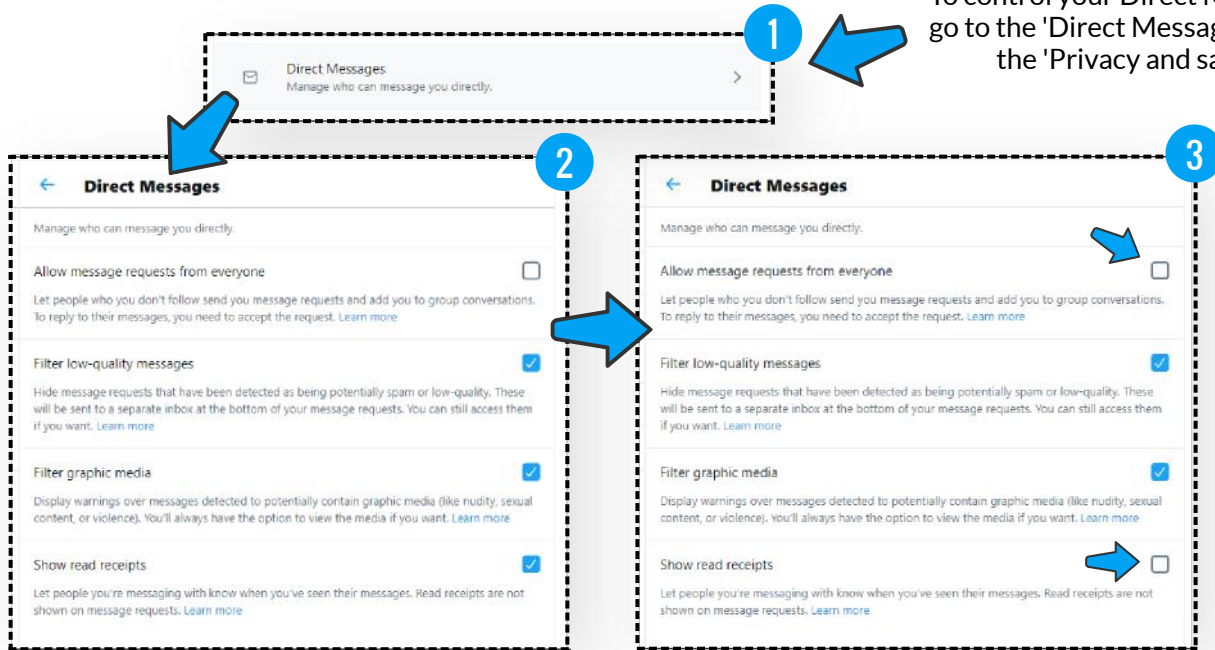 go to the 'Direct Messag
the 'Privacy and sa
1
Direct Messages
Manage who can message you directly.
2
Direct Messages
Manage who can message you directly.
Allow message requests from everyone
Let people who you don't follow send you message requests and add you to group conversations.
To reply to their messages, you need to accept the request. Learn more
Filter low-quality messages
Hide message requests that have been detected as being potentially spam or low-quality. These
will be sent to a separate inbox at the bottom of your message requests. You can still access them
if you want. Learn more
Filter graphic media
Display warnings over messages detected to potentially contain graphic media (like nudity, sexual
content, or violence). You'll always have the option to view the media if you want. Learn more
Show read receipts
Let people you're messaging with know when you've seen their messages. Read receipts are not
shown on message requests. Learn more
3
Direct Messages
Manage who can message you directly.
Allow message requests from everyone
Let people who you don't follow send you message requests and add you to group conversations.
To reply to their messages, you need to accept the request. Learn more
Filter low-quality messages
Hide message requests that have been detected as being potentially spam or low-quality. These
will be sent to a separate inbox at the bottom of your message requests. You can still access them
if you want. Learn more
Filter graphic media
Display warnings over messages detected to potentially contain graphic media (like nudity, sexual
content, or violence). You'll always have the option to view the media if you want. Learn more
Show read receipts
Let people you're messaging with know when you've seen their messages. Read receipts are not
shown on message requests. Learn more